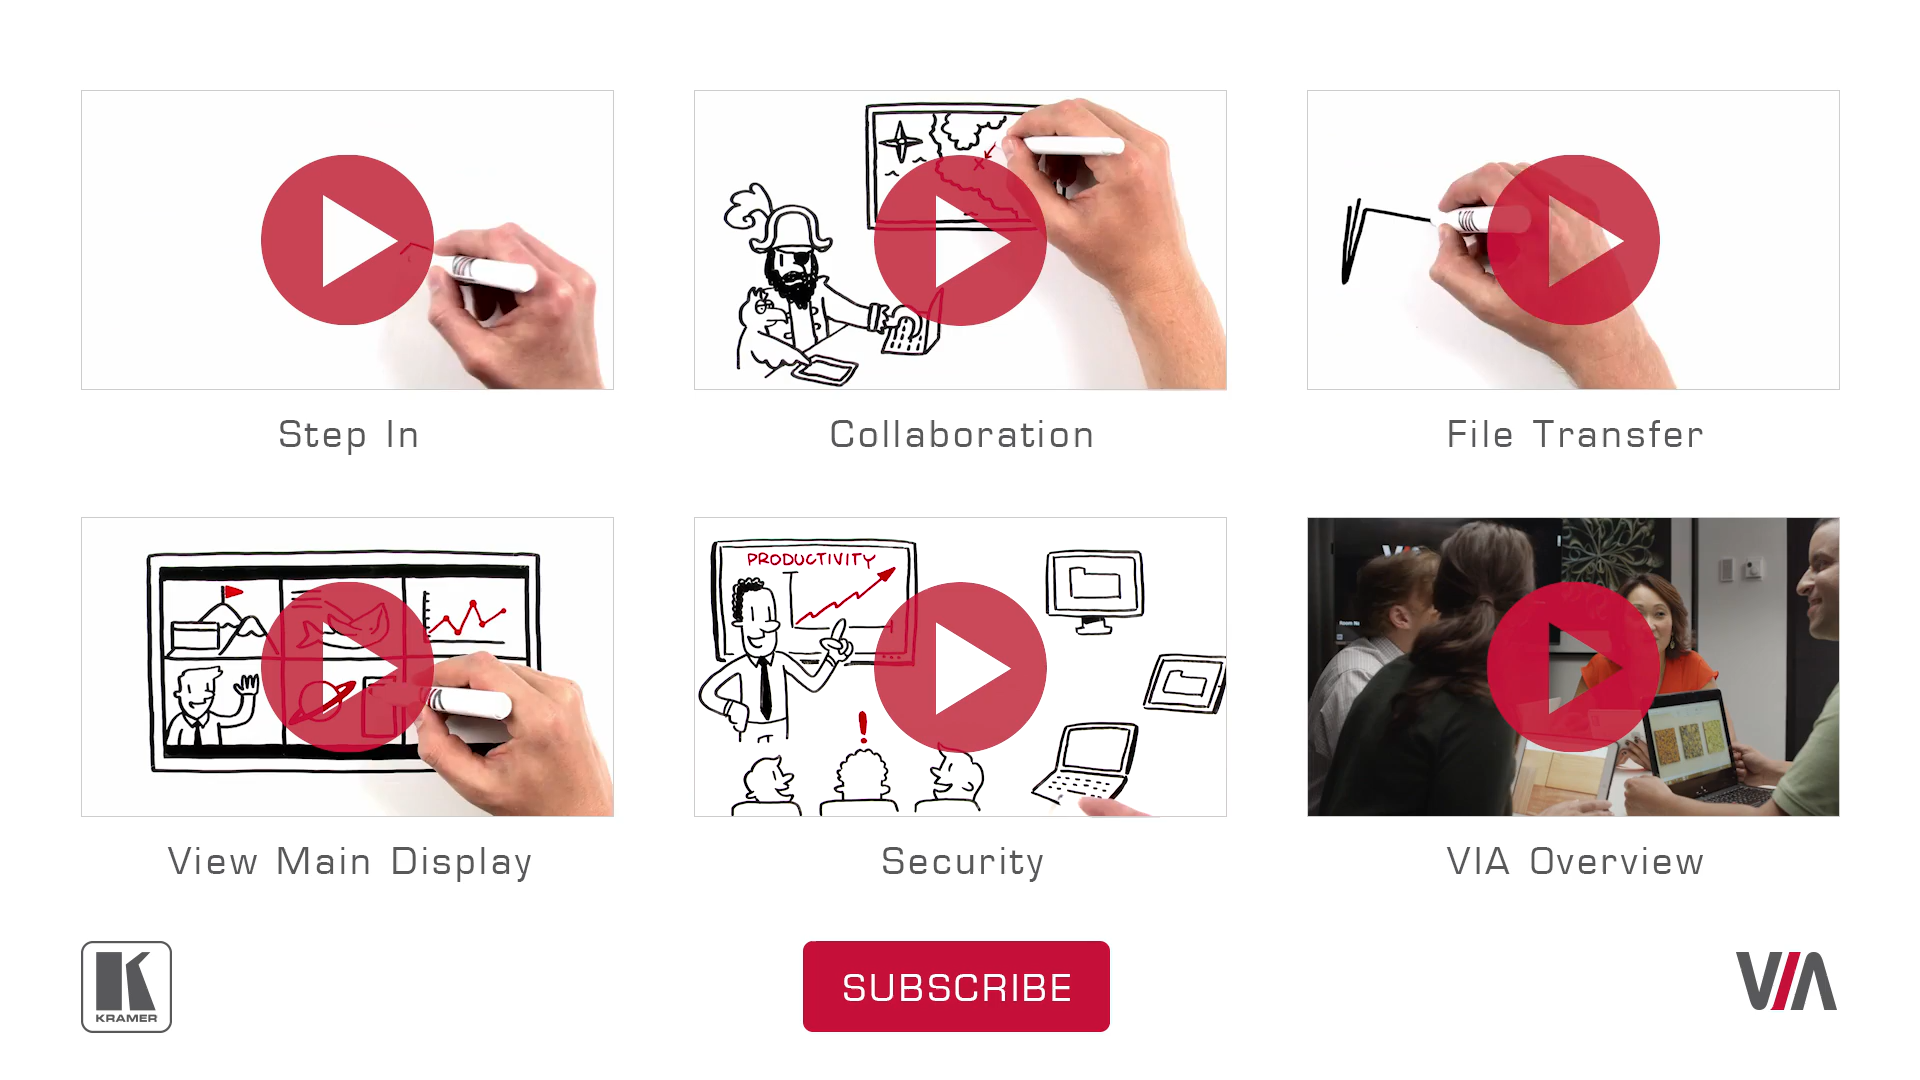 Step In
Collaboration
File Transfer
PRODUCTIVITY
View Main Display
Security
VIA Overview
KRAMER
SUBSCRIBE
VIA